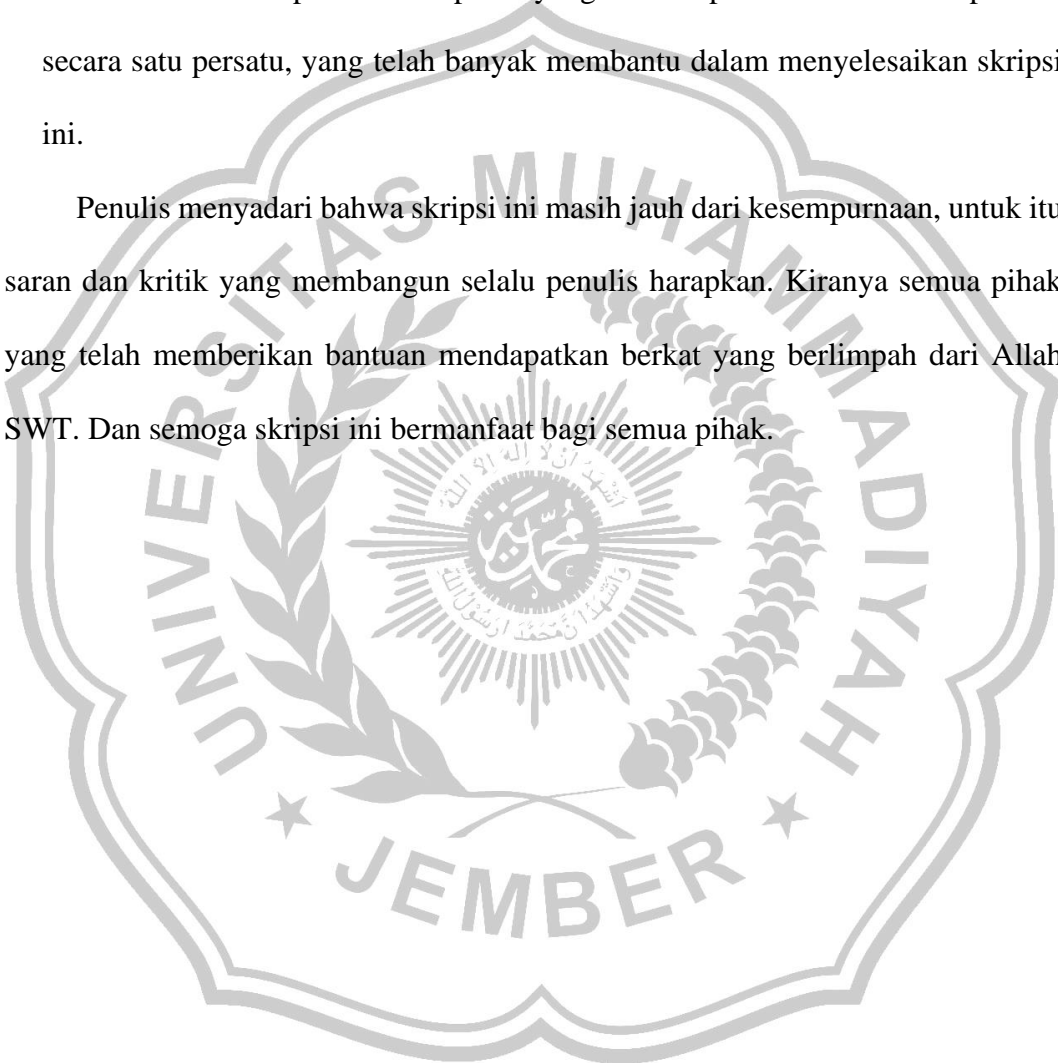 secara satu persatu, yang telah banyak membantu dalam menyelesaikan skripsi
ini.
Penulis menyadari bahwa skripsi ini masih jauh dari kesempurnaan, untuk itu
saran dan kritik yang membangun selalu penulis harapkan. Kiranya semua pihak
yang telah memberikan bantuan mendapatkan berkat yang berlimpah dari Allah
SWT. Dan semoga skripsi ini bermanfaat bagi semua pihak.
UNIVERSITAS MUHAMMADIYAH
JEMBER